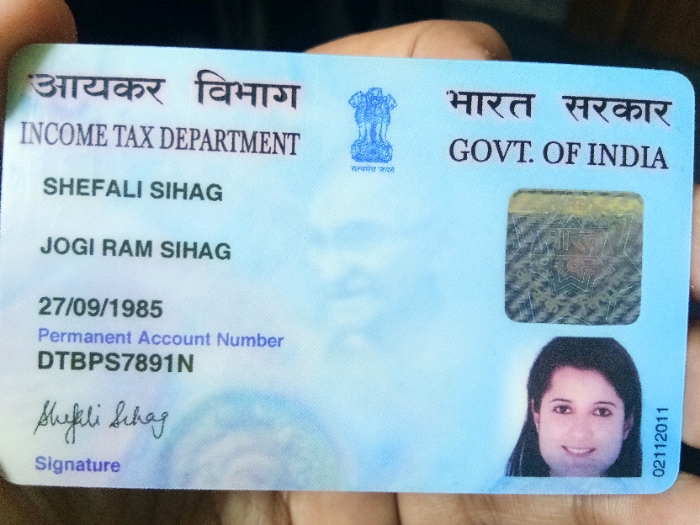 आयकर विभाग
INCOME TAX DEPARTMENT
भारत सरकार
GOVT. OF INDIA
सत्यमेव जयते
SHEFALI SIHAG
JOGI RAM SIHAG
27/09/1985
Permanent Account Number
DTBPS7891N
Shefali Sihag
Signature
02112011